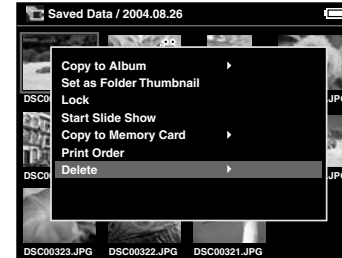 Saved Data / 2004.08.26
Copy to Album
Set as Folder Thumbnail
Lock
Start Slide Show
Copy to Memory Card
Print Order
Delete
DSC00323.JPG DSC00322.JPG DSC00321.JPG